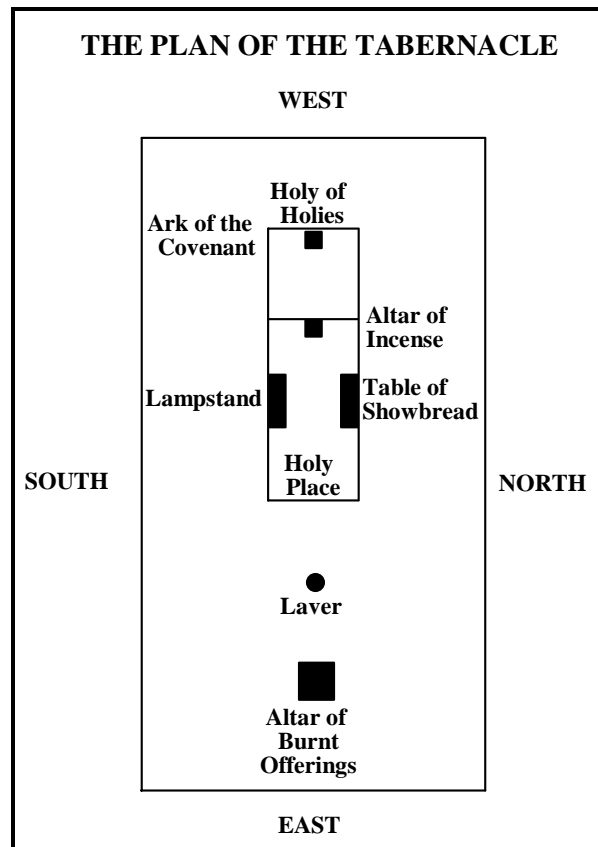 THE PLAN OF THE TABERNACLE
WEST
Holy of
Holies
Ark of the
Covenant
Altar of
Incense
Lampstand
Table of
Showbread
Holy
Place
SOUTH
NORTH
Laver
Altar of
Burnt
Offerings
EAST